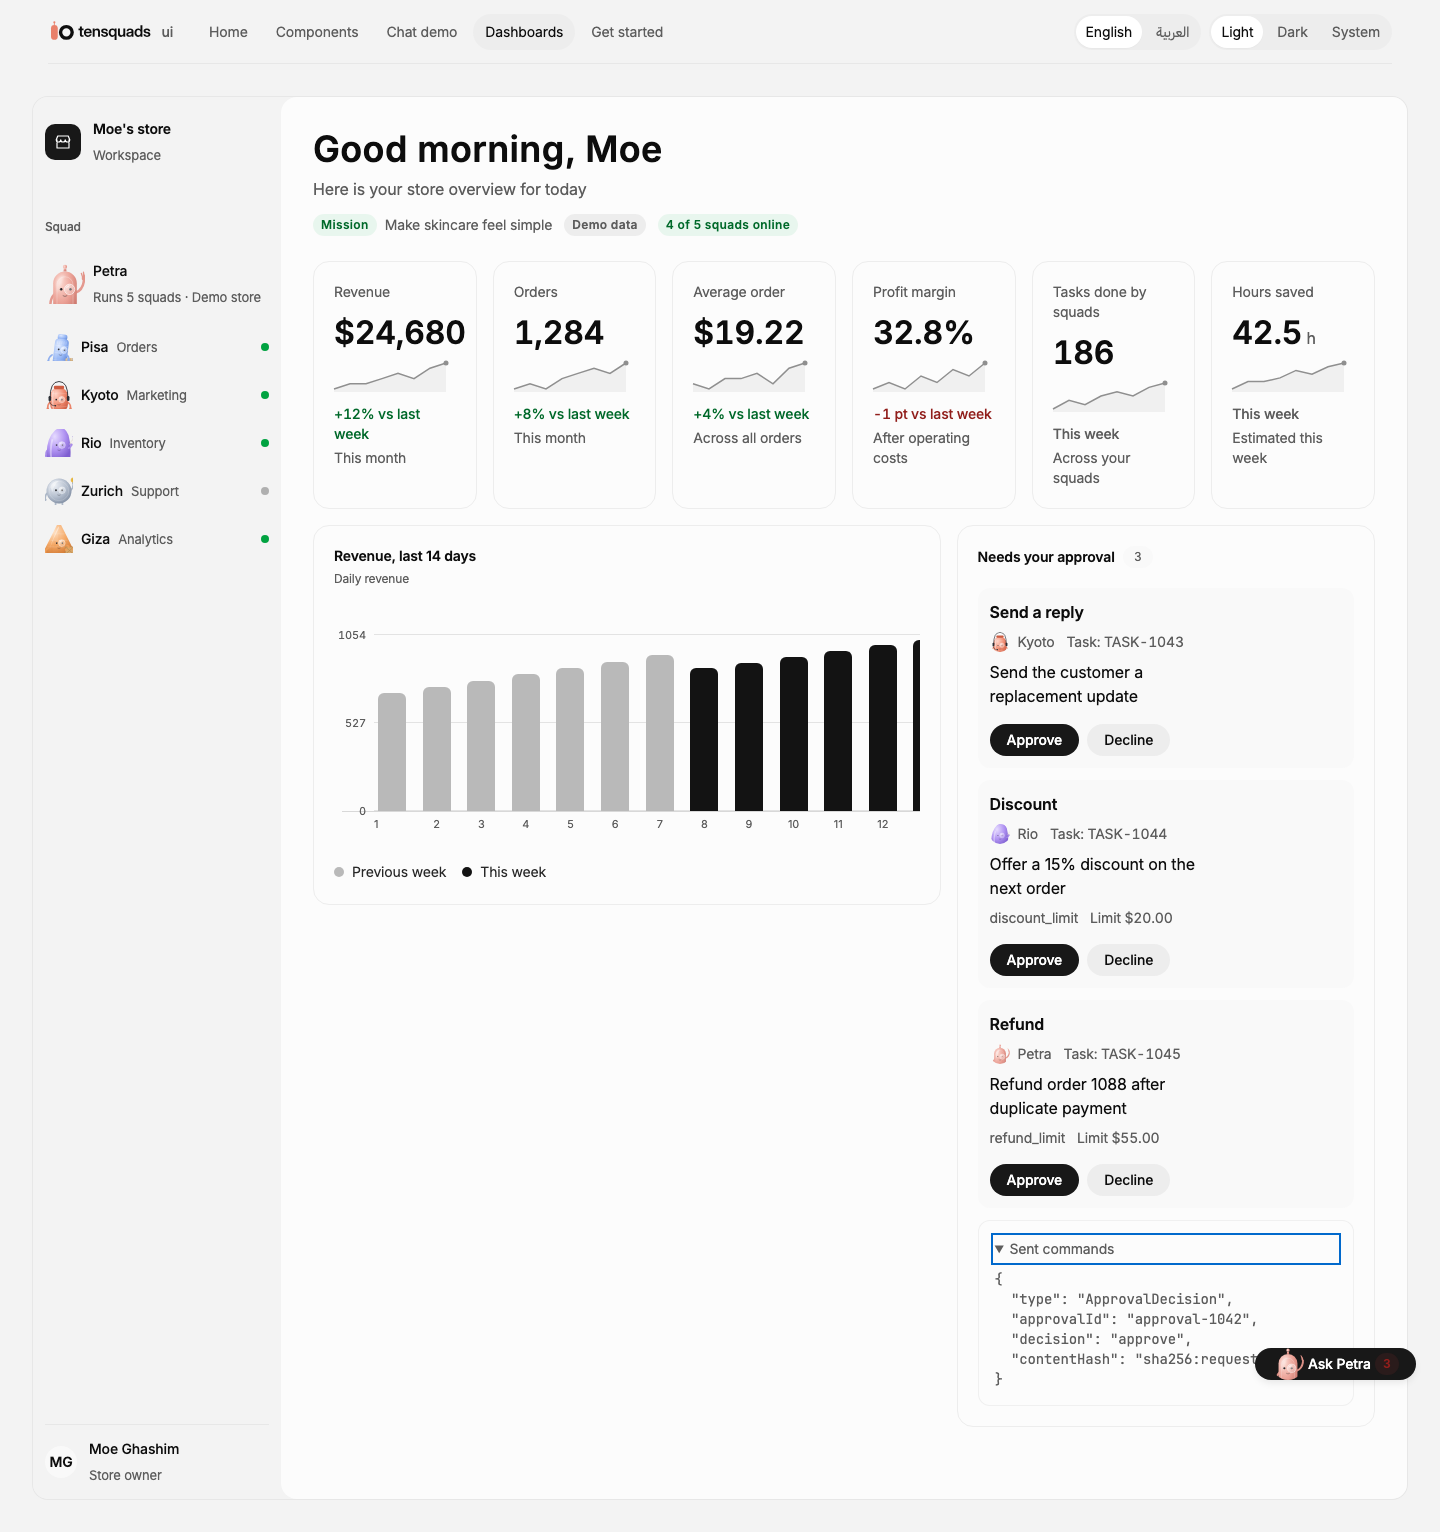 tensquads ui
Home
Components
Chat demo
Dashboards
Get started
English
العربية
Light
Dark
System
Moe's store
Workspace
Squad
Petra
Runs 5 squads · Demo store
Pisa Orders
Kyoto Marketing
Rio Inventory
Zurich Support
Giza Analytics
Moe Ghashim
MG
Store owner
Good morning, Moe
Here is your store overview for today
Mission Make skincare feel simple Demo data 4 of 5 squads online
Revenue
$24,680
+12% vs last
week
This month
Orders
1,284
+8% vs last week
This month
Average order
$19.22
+4% vs last week
Across all orders
Profit margin
32.8%
-1 pt vs last week
After operating
costs
Tasks done by
squads
186
This week
Across your
squads
Hours saved
42.5 h
This week
Estimated this
week
Revenue, last 14 days
Daily revenue
1054
527
0
1 2 3 4 5 6 7 8 9 10 11 12
Previous week This week
Needs your approval 3
Send a reply
Kyoto Task: TASK-1043
Send the customer a
replacement update
Approve Decline
Discount
Rio Task: TASK-1044
Offer a 15% discount on the
next order
discount_limit Limit $20.00
Approve Decline
Refund
Petra Task: TASK-1045
Refund order 1088 after
duplicate payment
refund_limit Limit $55.00
Approve Decline
Sent commands
{
"type": "ApprovalDecision",
"approvalId": "approval-1042",
"decision": "approve",
"contentHash": "sha256:request
}
Ask Petra 3